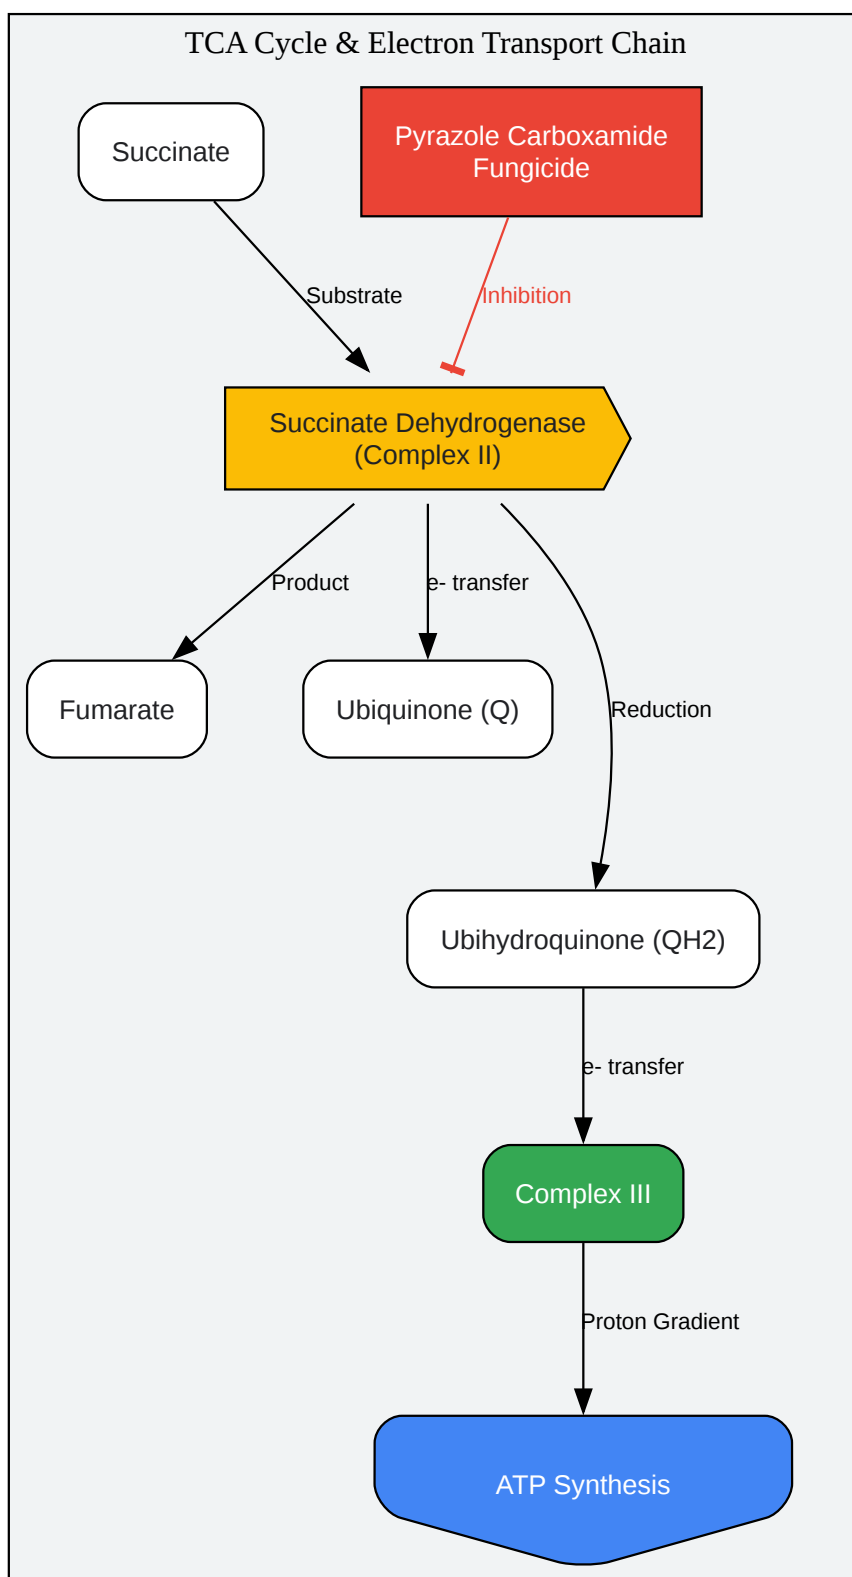 TCA Cycle & Electron Transport Chain
Succinate
Pyrazole Carboxamide
Fungicide
Substrate
Inhibition
Succinate Dehydrogenase
(Complex II)
Product
e- transfer
Fumarate
Ubiquinone (Q)
Reduction
Ubihydroquinone (QH2)
e- transfer
Complex III
Proton Gradient
ATP Synthesis